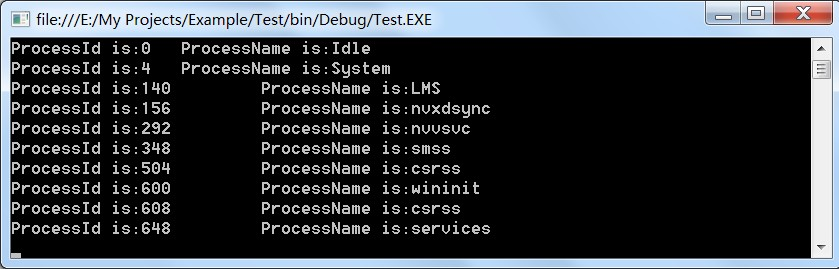 file:///E:/My Projects/Example/Test/bin/Debug/Test.EXE
ProcessId is:0   ProcessName is:Idle
ProcessId is:4   ProcessName is:System
ProcessId is:140         ProcessName is:LMS
ProcessId is:156         ProcessName is:nvxdsync
ProcessId is:292         ProcessName is:nvvsvc
ProcessId is:348         ProcessName is:smss
ProcessId is:504         ProcessName is:csrss
ProcessId is:600         ProcessName is:wininit
ProcessId is:608         ProcessName is:csrss
ProcessId is:648         ProcessName is:services